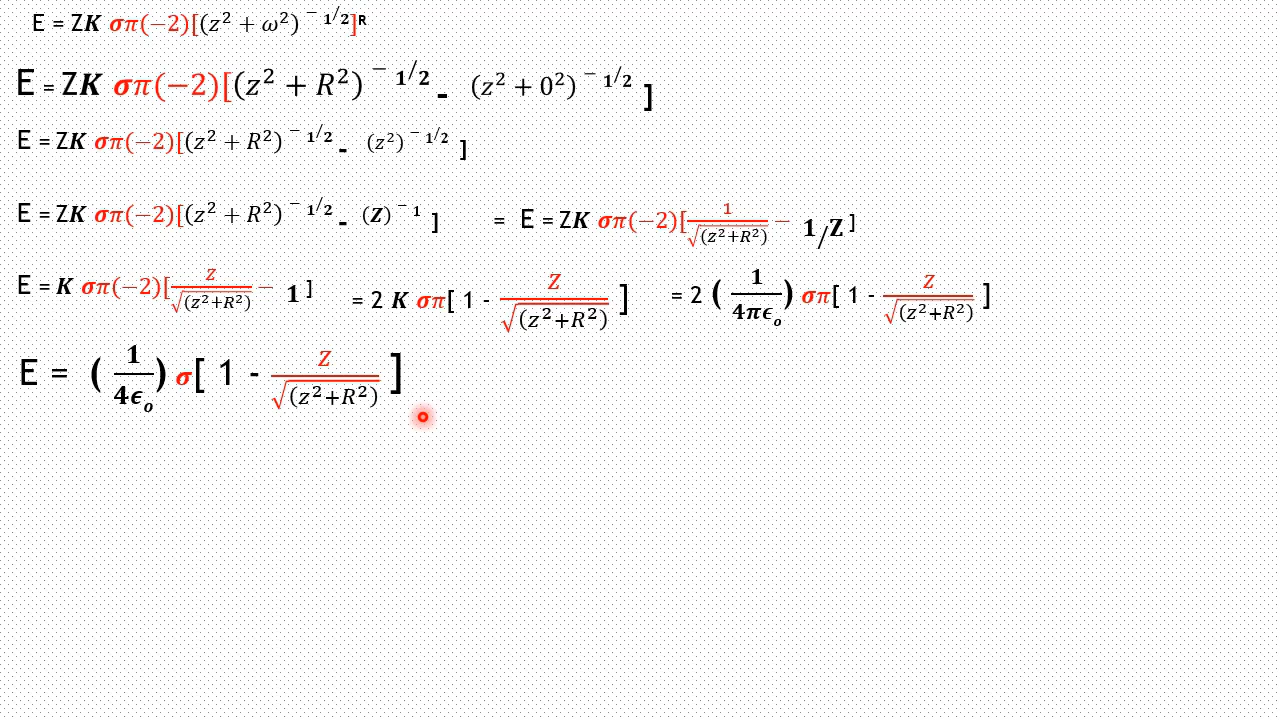 E = ZK σπ(−2)[(z² + ω²)^{− 1/2}]ᴿ
E = ZK σπ(−2)[(z² + R²)^{− 1/2} - (z² + 0²)^{− 1/2} ]
E = ZK σπ(−2)[(z² + R²)^{− 1/2} - (z²)^{− 1/2} ]
E = ZK σπ(−2)[(z² + R²)^{− 1/2} - (Z)^{− 1} ] = E = ZK σπ(−2)[1/√(z²+R²) − 1/Z ]
E = K σπ(−2)[Z/√(z²+R²) − 1 ] = 2 K σπ[ 1 - Z/√(z²+R²) ] = 2 ( 1/4πϵₒ ) σπ[ 1 - Z/√(z²+R²) ]
E = ( 1/4ϵₒ ) σ[ 1 - Z/√(z²+R²) ]